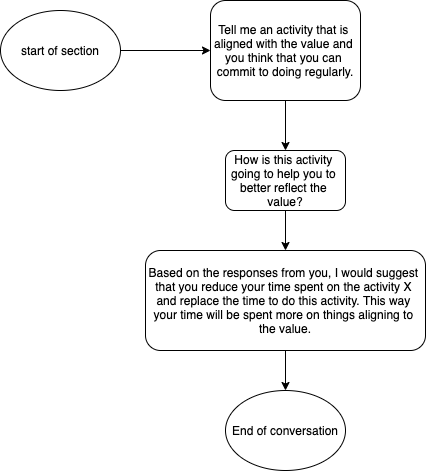 start of section
Tell me an activity that is
aligned with the value and
you think that you can
commit to doing regularly.
How is this activity
going to help you to
better reflect the
value?
Based on the responses from you, I would suggest
that you reduce your time spent on the activity X
and replace the time to do this activity. This way
your time will be spent more on things aligning to
the value.
End of conversation